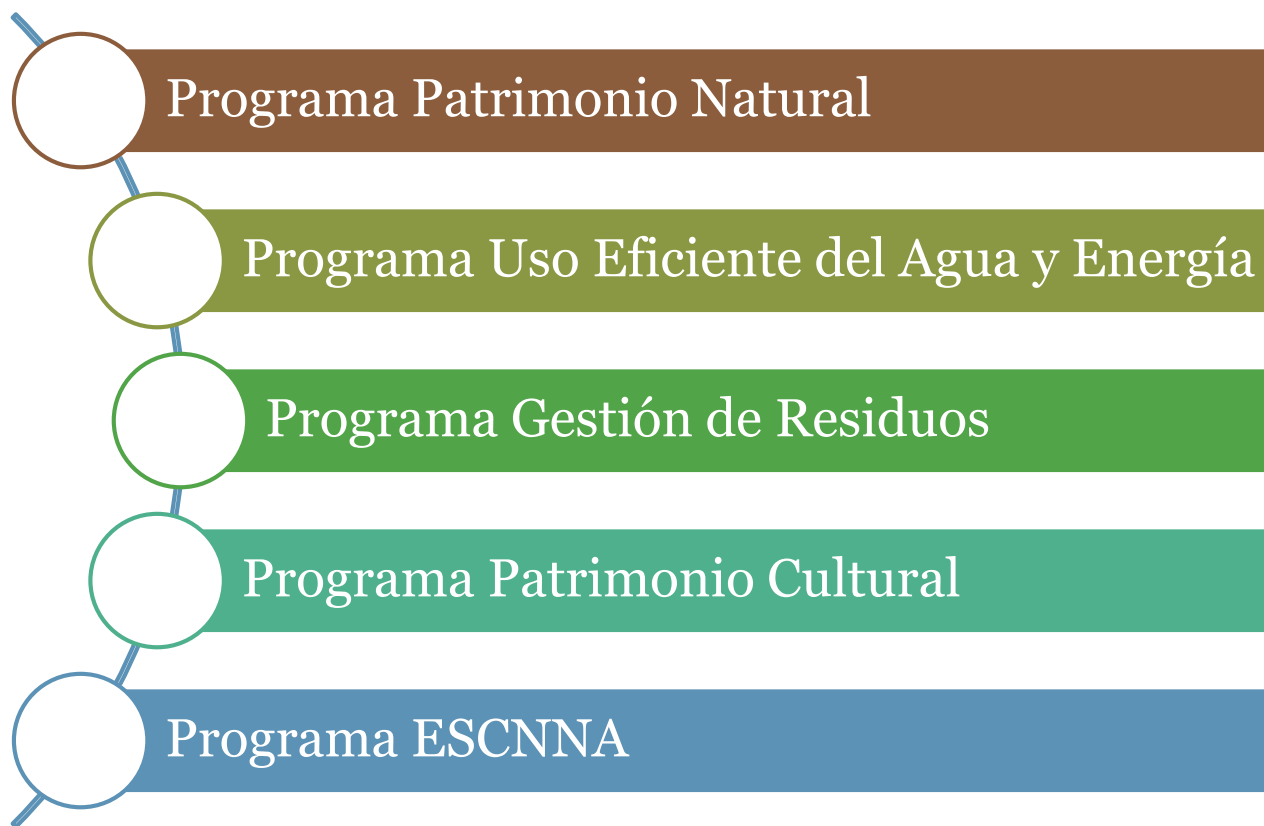 Programa Patrimonio Natural
Programa Uso Eficiente del Agua y Energía
Programa Gestión de Residuos
Programa Patrimonio Cultural
Programa ESCNNA